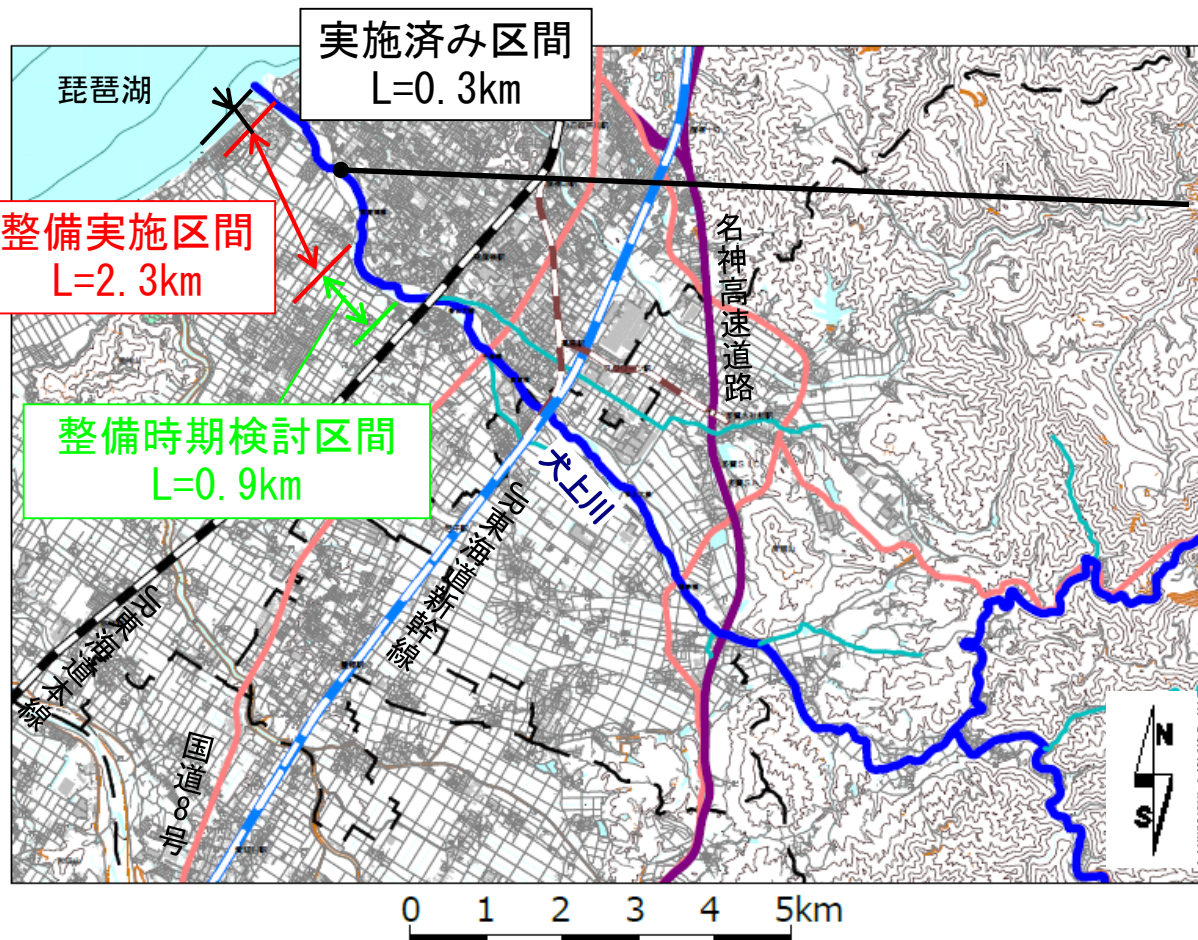 実施済み区間
L=0.3km
琵琶湖
整備実施区間
L=2.3km
名神高速道路
整備時期検討区間
L=0.9km
犬上川
JR東海道新幹線
JR東海道本線
国道8号
N
S
0 1 2 3 4 5km